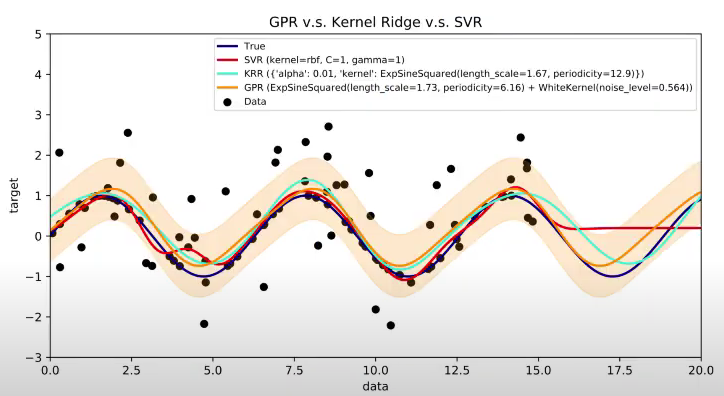 GPR v.s. Kernel Ridge v.s. SVR
True
SVR (kernel=rbf, C=1, gamma=1)
KRR ({'alpha': 0.01, 'kernel': ExpSineSquared(length_scale=1.67, periodicity=12.9)})
GPR (ExpSineSquared(length_scale=1.73, periodicity=6.16) + WhiteKernel(noise_level=0.564))
Data
5
4
3
2
1
0
−1
−2
−3
target
0.0 2.5 5.0 7.5 10.0 12.5 15.0 17.5 20.0
data